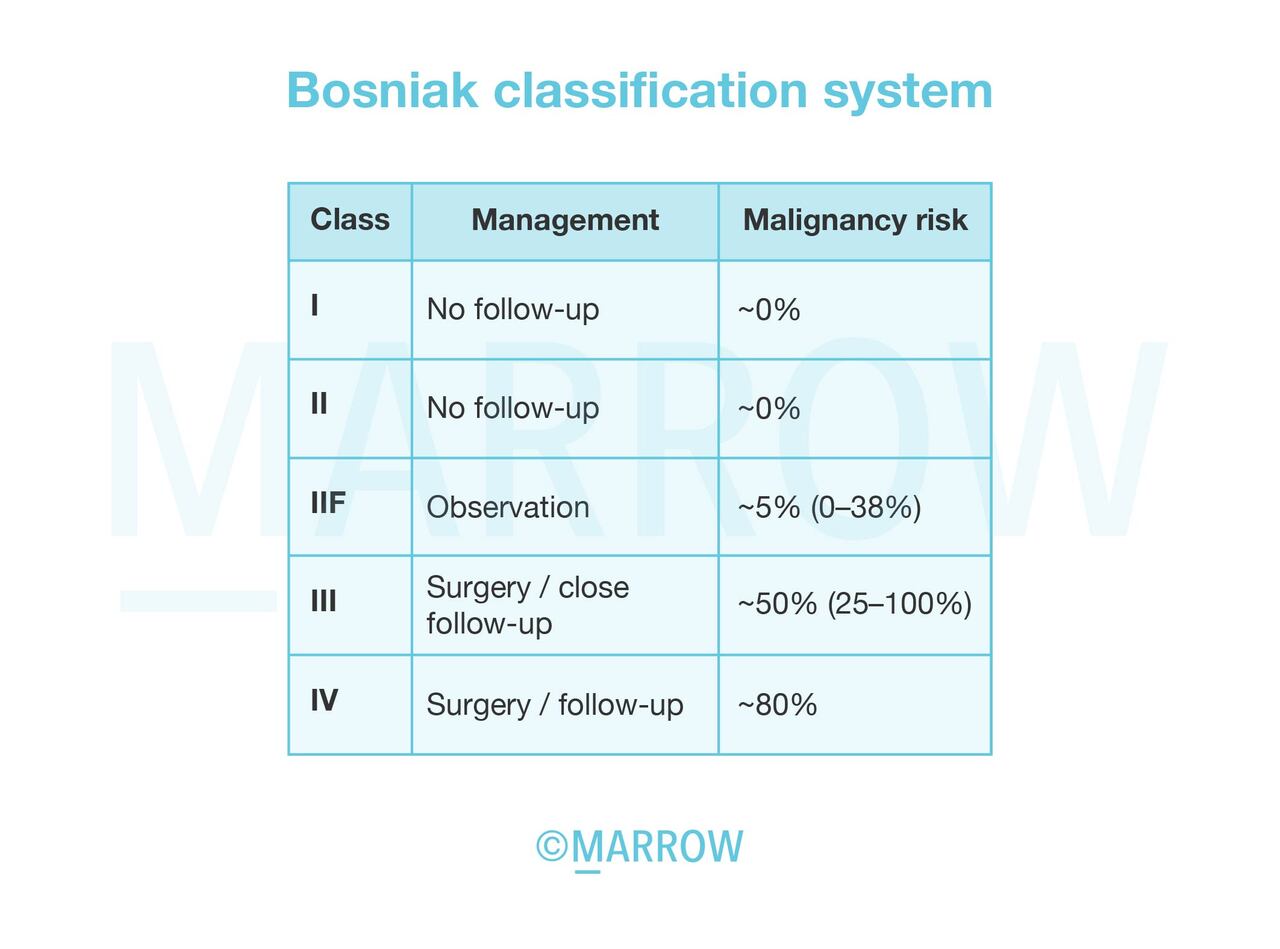 Bosniak classification system
Class Management Malignancy risk
I No follow-up ~0%
II No follow-up ~0%
IIF Observation ~5% (0–38%)
III Surgery / close follow-up ~50% (25–100%)
IV Surgery / follow-up ~80%
MARROW
©MARROW